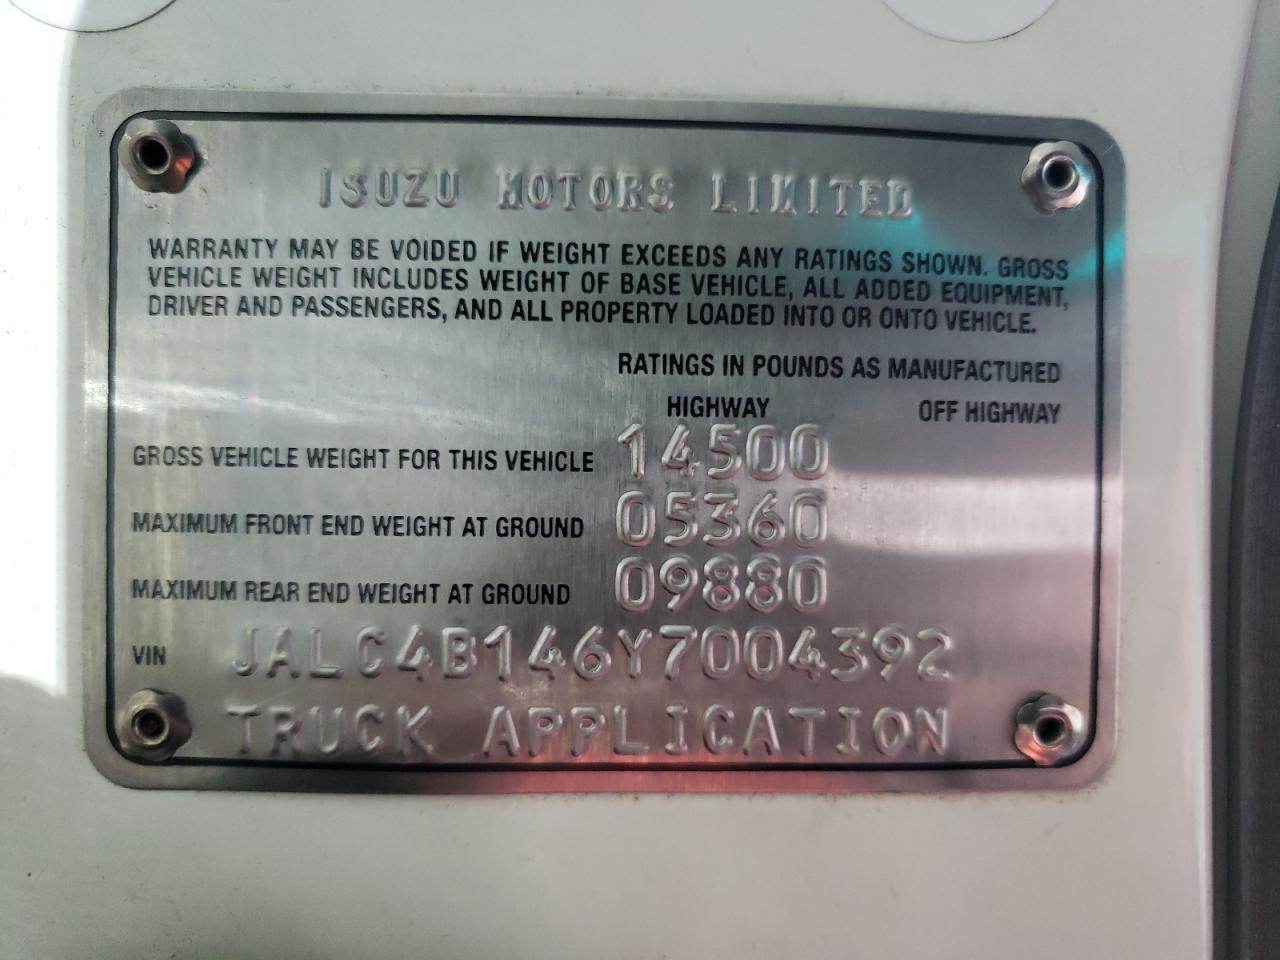 ISUZU MOTORS LIMITED
WARRANTY MAY BE VOIDED IF WEIGHT EXCEEDS ANY RATINGS SHOWN. GROSS
VEHICLE WEIGHT INCLUDES WEIGHT OF BASE VEHICLE, ALL ADDED EQUIPMENT,
DRIVER AND PASSENGERS, AND ALL PROPERTY LOADED INTO OR ONTO VEHICLE.
RATINGS IN POUNDS AS MANUFACTURED
HIGHWAY OFF HIGHWAY
GROSS VEHICLE WEIGHT FOR THIS VEHICLE 14500
MAXIMUM FRONT END WEIGHT AT GROUND 05360
MAXIMUM REAR END WEIGHT AT GROUND 09880
VIN JALC4B146Y7004392
TRUCK APPLICATION